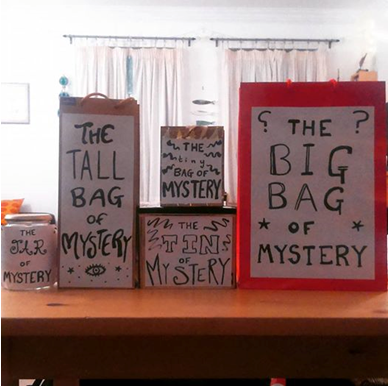 THE
JAR
OF
MYSTERY
THE
TALL
BAG
OF
MYSTERY
THE
tiny
BAG OF
MYSTERY
THE
TIN
OF
MYSTERY
? THE ?
BIG
BAG
OF
MYSTERY